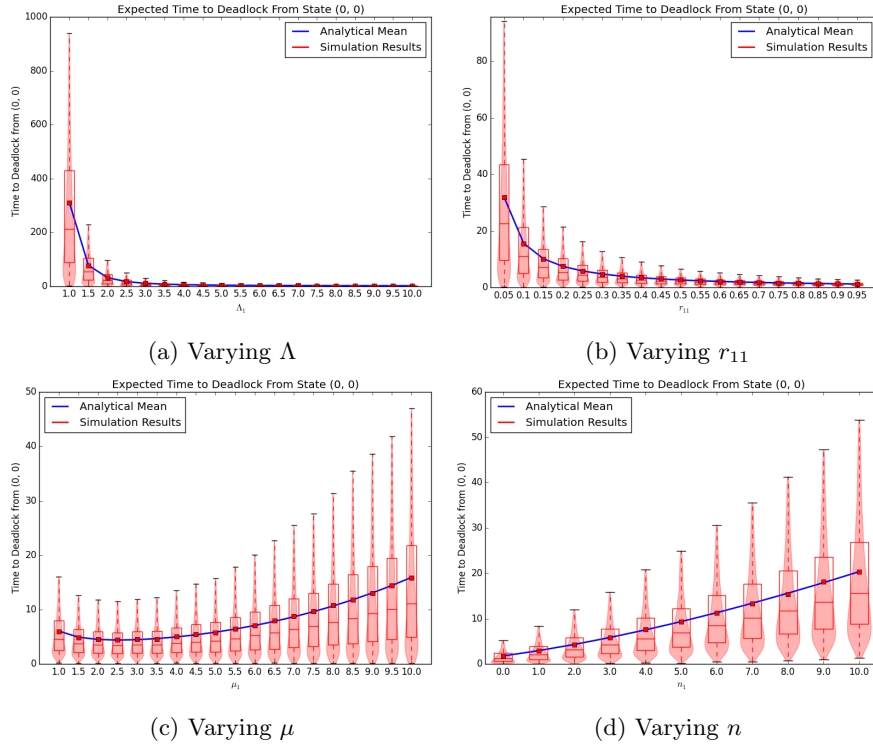 Expected Time to Deadlock From State (0, 0)
1000
800
600
400
200
0
Time to Deadlock from (0, 0)
Analytical Mean
Simulation Results
1.0 1.5 2.0 2.5 3.0 3.5 4.0 4.5 5.0 5.5 6.0 6.5 7.0 7.5 8.0 8.5 9.0 9.5 10.0
Λ₁
(a) Varying Λ
Expected Time to Deadlock From State (0, 0)
80
60
40
20
0
Time to Deadlock from (0, 0)
Analytical Mean
Simulation Results
0.05 0.1 0.15 0.2 0.25 0.3 0.35 0.4 0.45 0.5 0.55 0.6 0.65 0.7 0.75 0.8 0.85 0.9 0.95
r₁₁
(b) Varying r₁₁
Expected Time to Deadlock From State (0, 0)
50
40
30
20
10
0
Time to Deadlock from (0, 0)
Analytical Mean
Simulation Results
1.0 1.5 2.0 2.5 3.0 3.5 4.0 4.5 5.0 5.5 6.0 6.5 7.0 7.5 8.0 8.5 9.0 9.5 10.0
μ₁
(c) Varying μ
Expected Time to Deadlock From State (0, 0)
60
50
40
30
20
10
0
Time to Deadlock from (0, 0)
Analytical Mean
Simulation Results
0.0 1.0 2.0 3.0 4.0 5.0 6.0 7.0 8.0 9.0 10.0
n₁
(d) Varying n